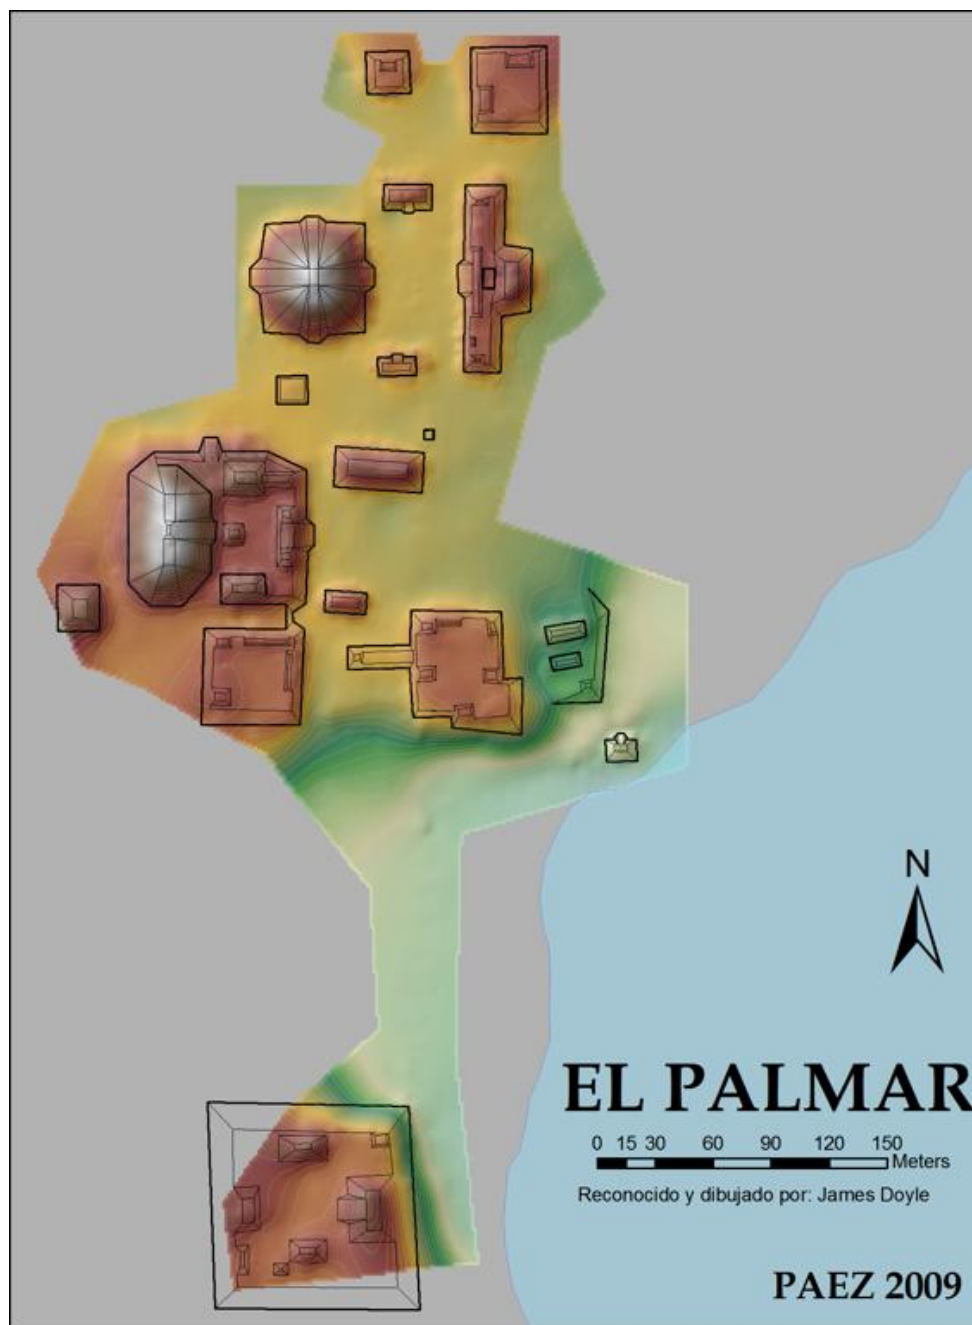 N
EL PALMAR
0 15 30 60 90 120 150
Meters
Reconocido y dibujado por: James Doyle
PAEZ 2009